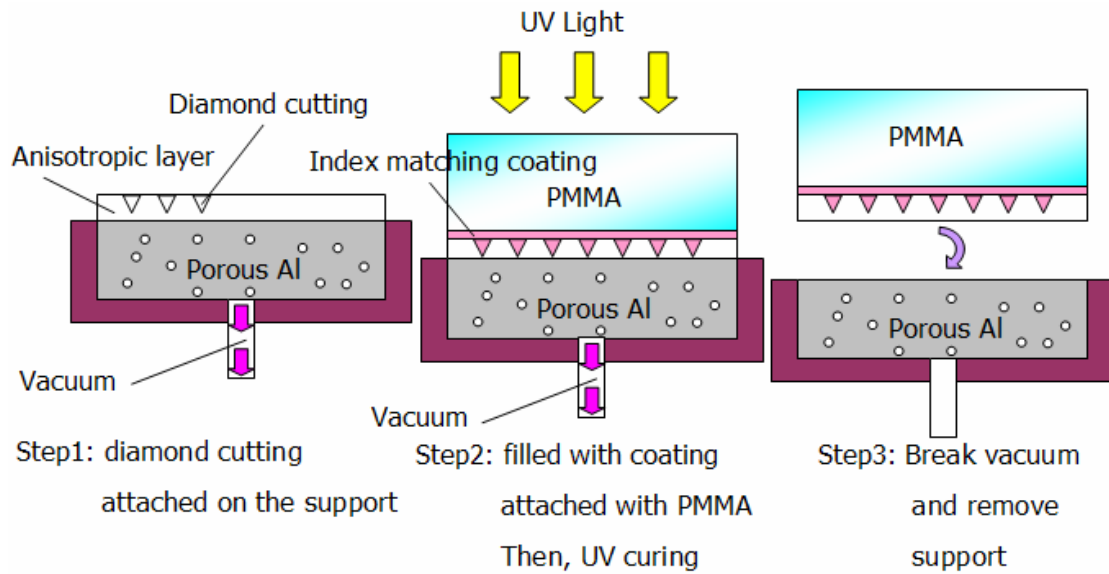 UV Light
Diamond cutting
Anisotropic layer
Porous Al
Vacuum
Step1: diamond cutting
attached on the support
Index matching coating
PMMA
Porous Al
Vacuum
Step2: filled with coating
attached with PMMA
Then, UV curing
PMMA
Porous Al
Step3: Break vacuum
and remove
support